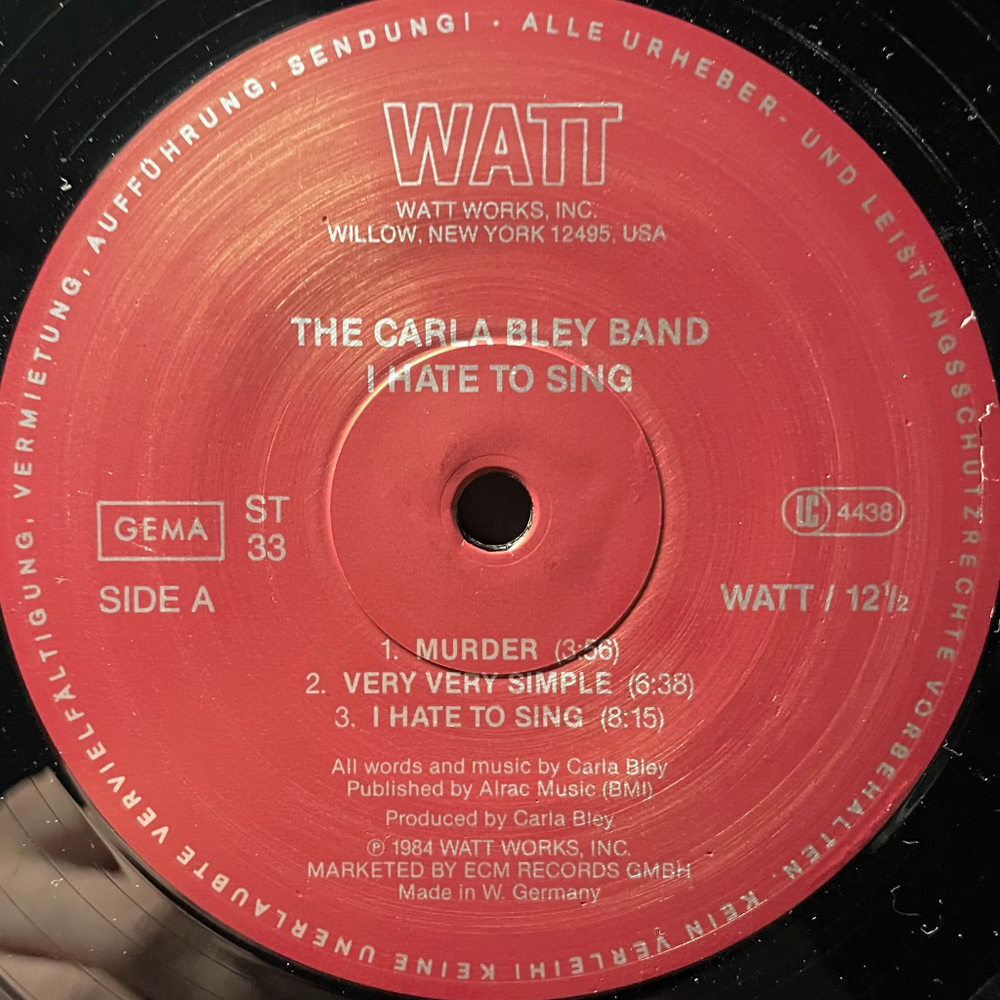 ALLE URHEBER- UND LEISTUNGSSCHUTZRECHTE VORBEHALTEN. KEIN VERLEIH! KEINE UNERLAUBTE VERVIELFÄLTIGUNG, VERMIETUNG, AUFFÜHRUNG, SENDUNG! ·
WATT
WATT WORKS, INC.
WILLOW, NEW YORK 12495, USA
THE CARLA BLEY BAND
I HATE TO SING
GEMA
ST
33
LC 4438
SIDE A
WATT / 12½
1. MURDER (3:56)
2. VERY VERY SIMPLE (6:38)
3. I HATE TO SING (8:15)
All words and music by Carla Bley
Published by Alrac Music (BMI)
Produced by Carla Bley
Ⓟ 1984 WATT WORKS, INC.
MARKETED BY ECM RECORDS GMBH
Made in W. Germany